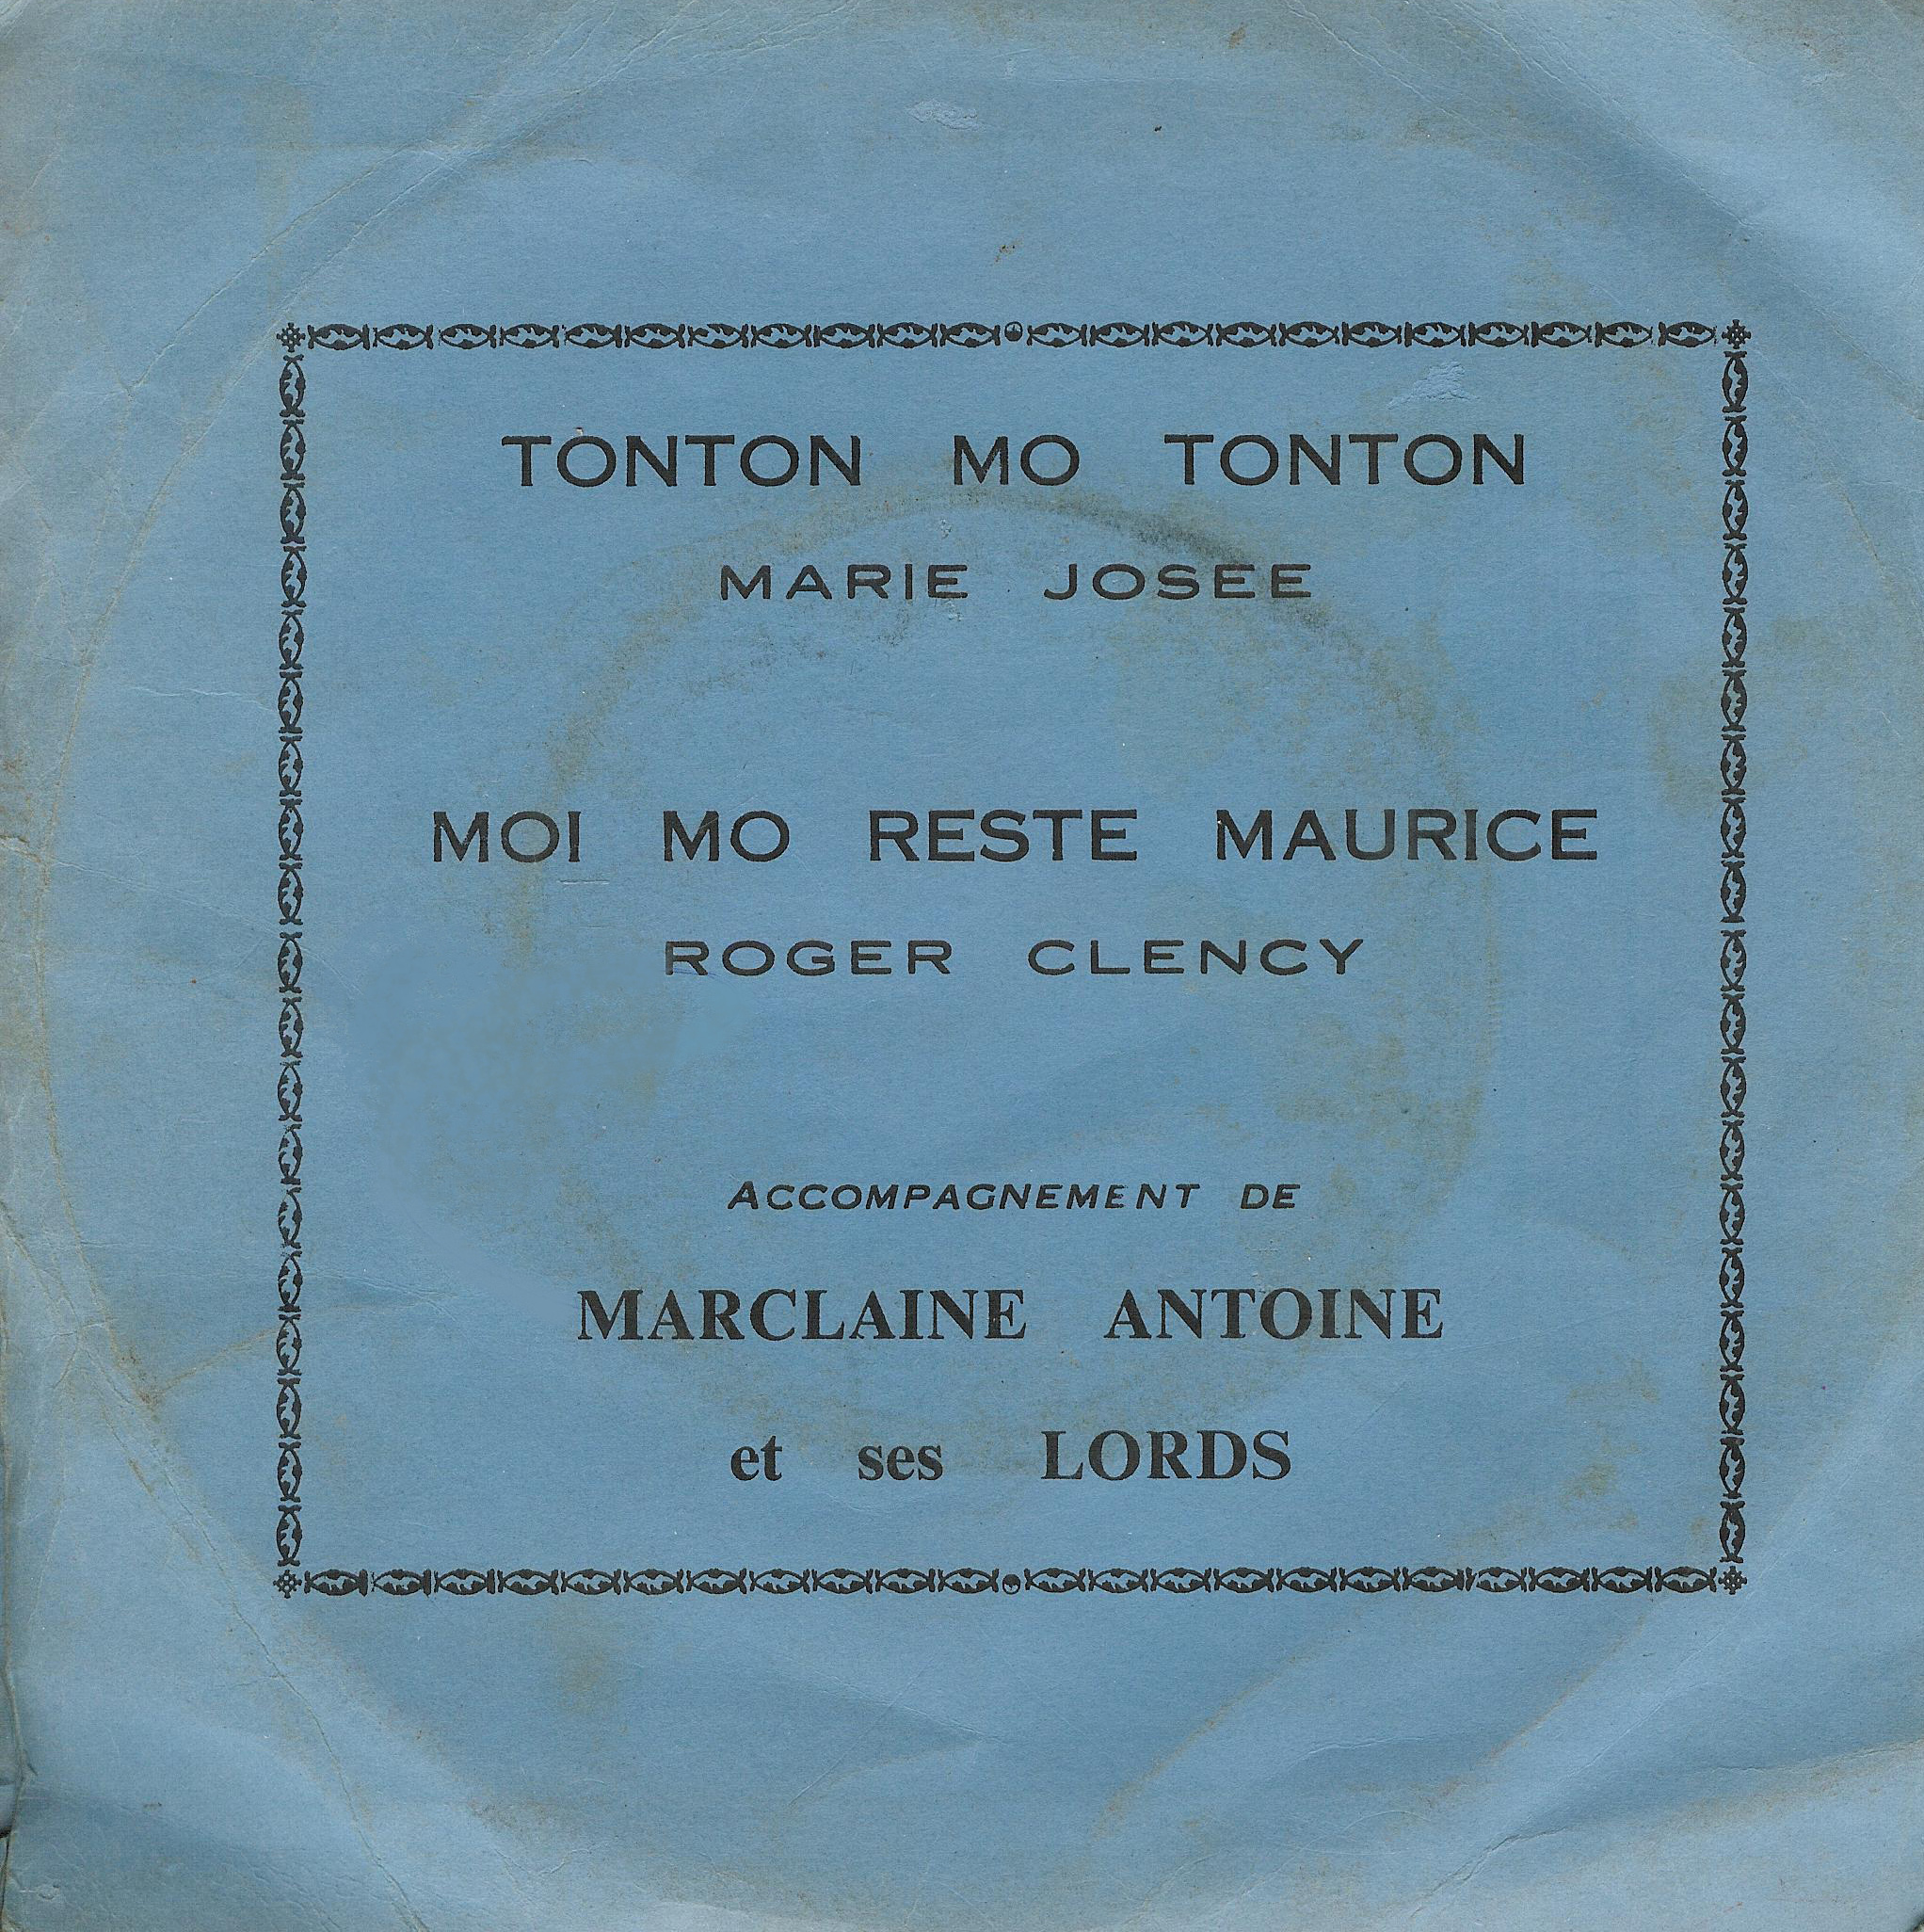 TONTON MO TONTON
MARIE JOSEE
MOI MO RESTE MAURICE
ROGER CLENCY
ACCOMPAGNEMENT DE
MARCLAINE ANTOINE
et ses LORDS